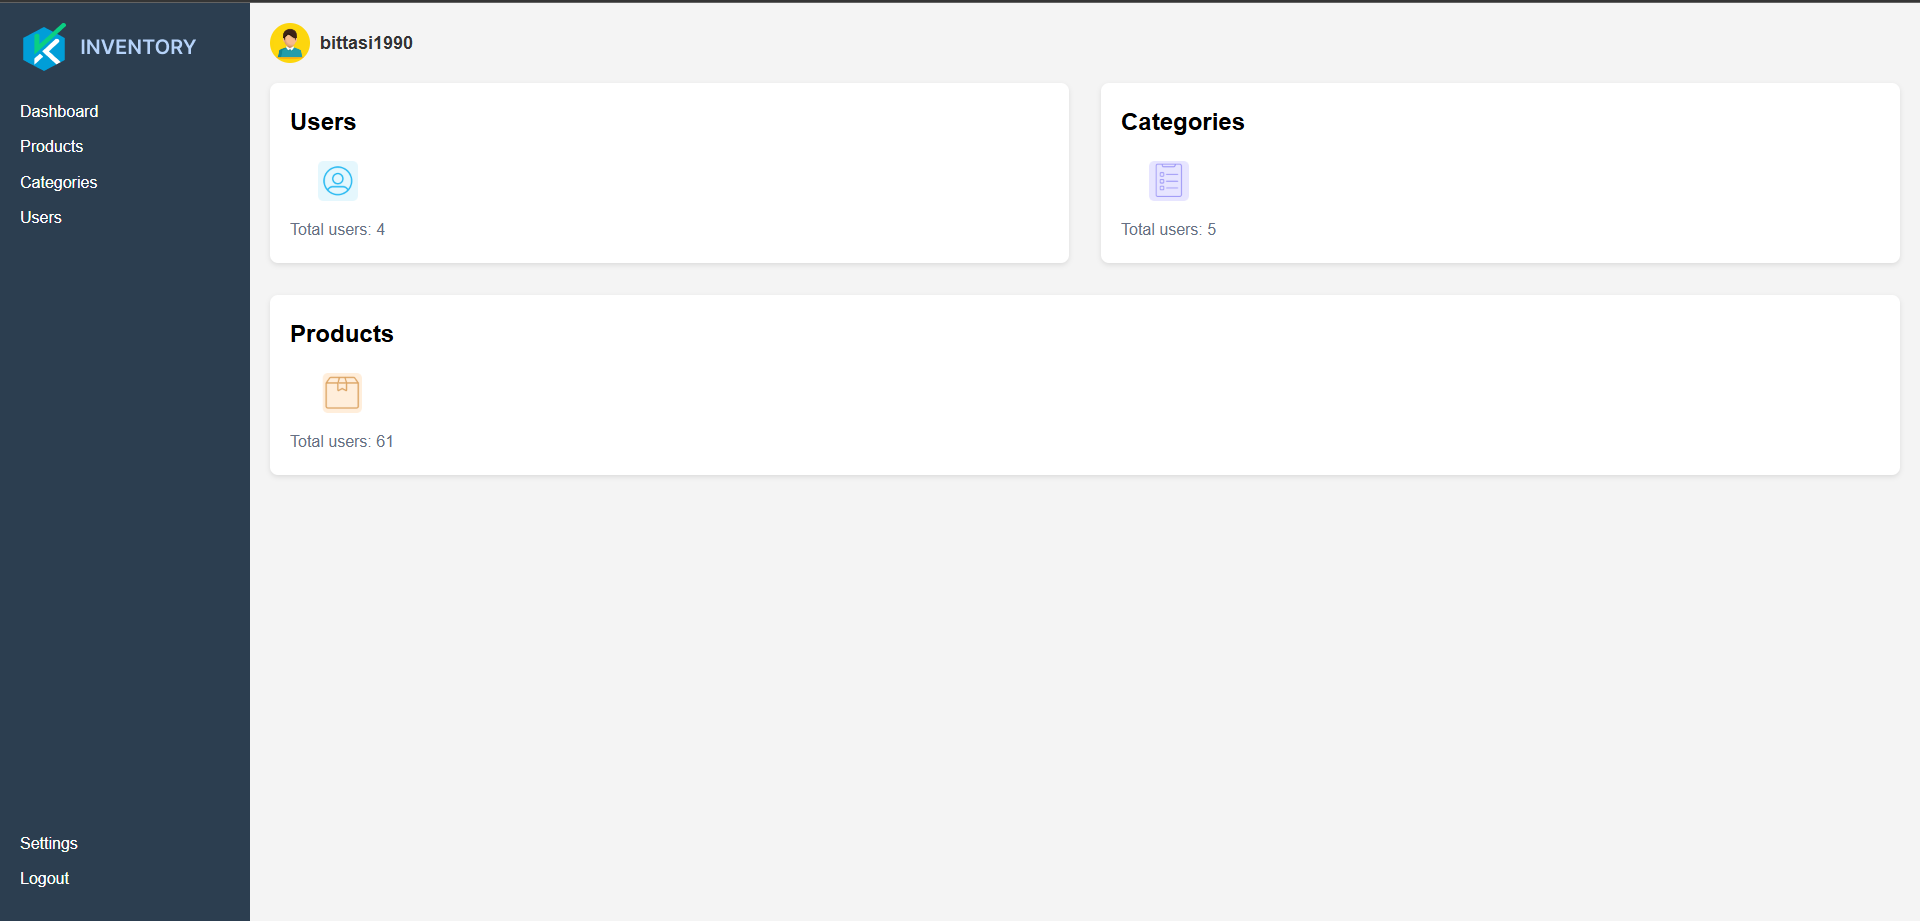 INVENTORY
Dashboard
Products
Categories
Users
Settings
Logout
bittasi1990
Users
Total users: 4
Categories
Total users: 5
Products
Total users: 61